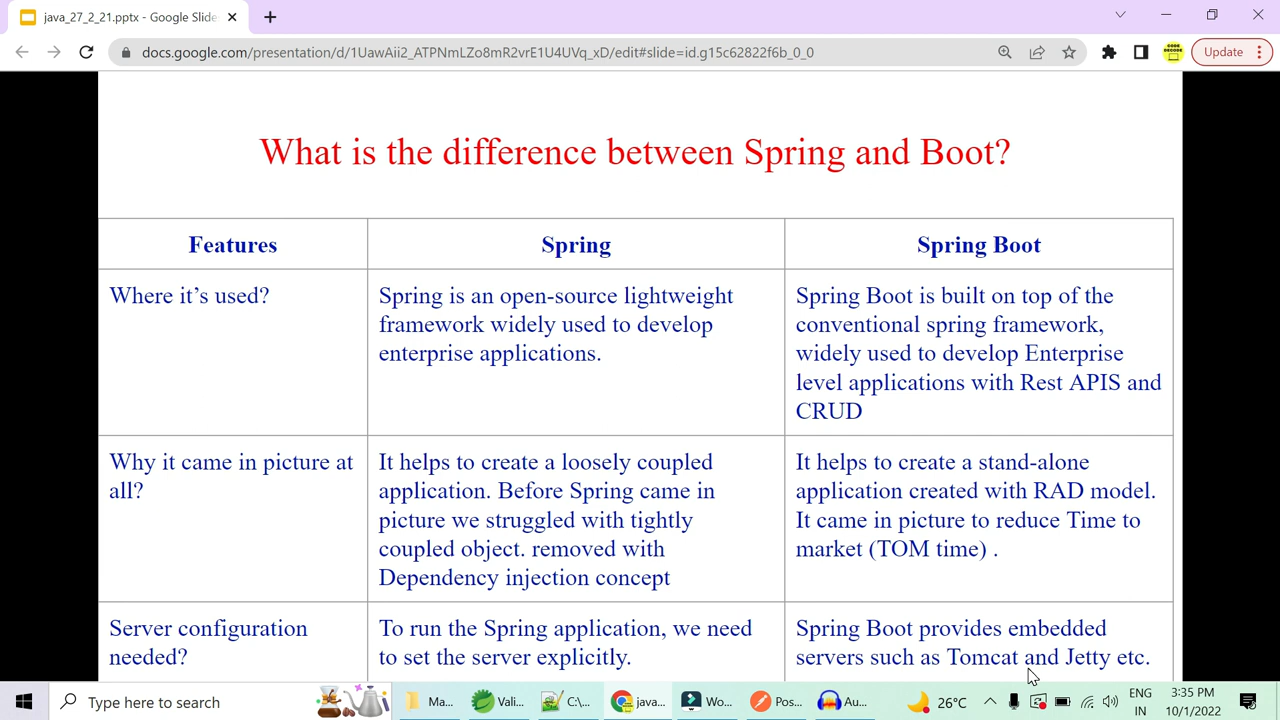 java_27_2_21.pptx - Google Slide
docs.google.com/presentation/d/1UawAii2_ATPNmLZo8mR2vrE1U4UVq_xD/edit#slide=id.g15c62822f6b_0_0
CODE
DECODE
Update
What is the difference between Spring and Boot?
Features
Spring
Spring Boot
Where it’s used?
Spring is an open-source lightweight
framework widely used to develop
enterprise applications.
Spring Boot is built on top of the
conventional spring framework,
widely used to develop Enterprise
level applications with Rest APIS and
CRUD
Why it came in picture at
all?
It helps to create a loosely coupled
application. Before Spring came in
picture we struggled with tightly
coupled object. removed with
Dependency injection concept
It helps to create a stand-alone
application created with RAD model.
It came in picture to reduce Time to
market (TOM time) .
Server configuration
needed?
To run the Spring application, we need
to set the server explicitly.
Spring Boot provides embedded
servers such as Tomcat and Jetty etc.
Type here to search
Ma...
Vali...
C:\...
java...
Wo...
Pos...
Au...
26°C
ENG
IN
3:35 PM
10/1/2022